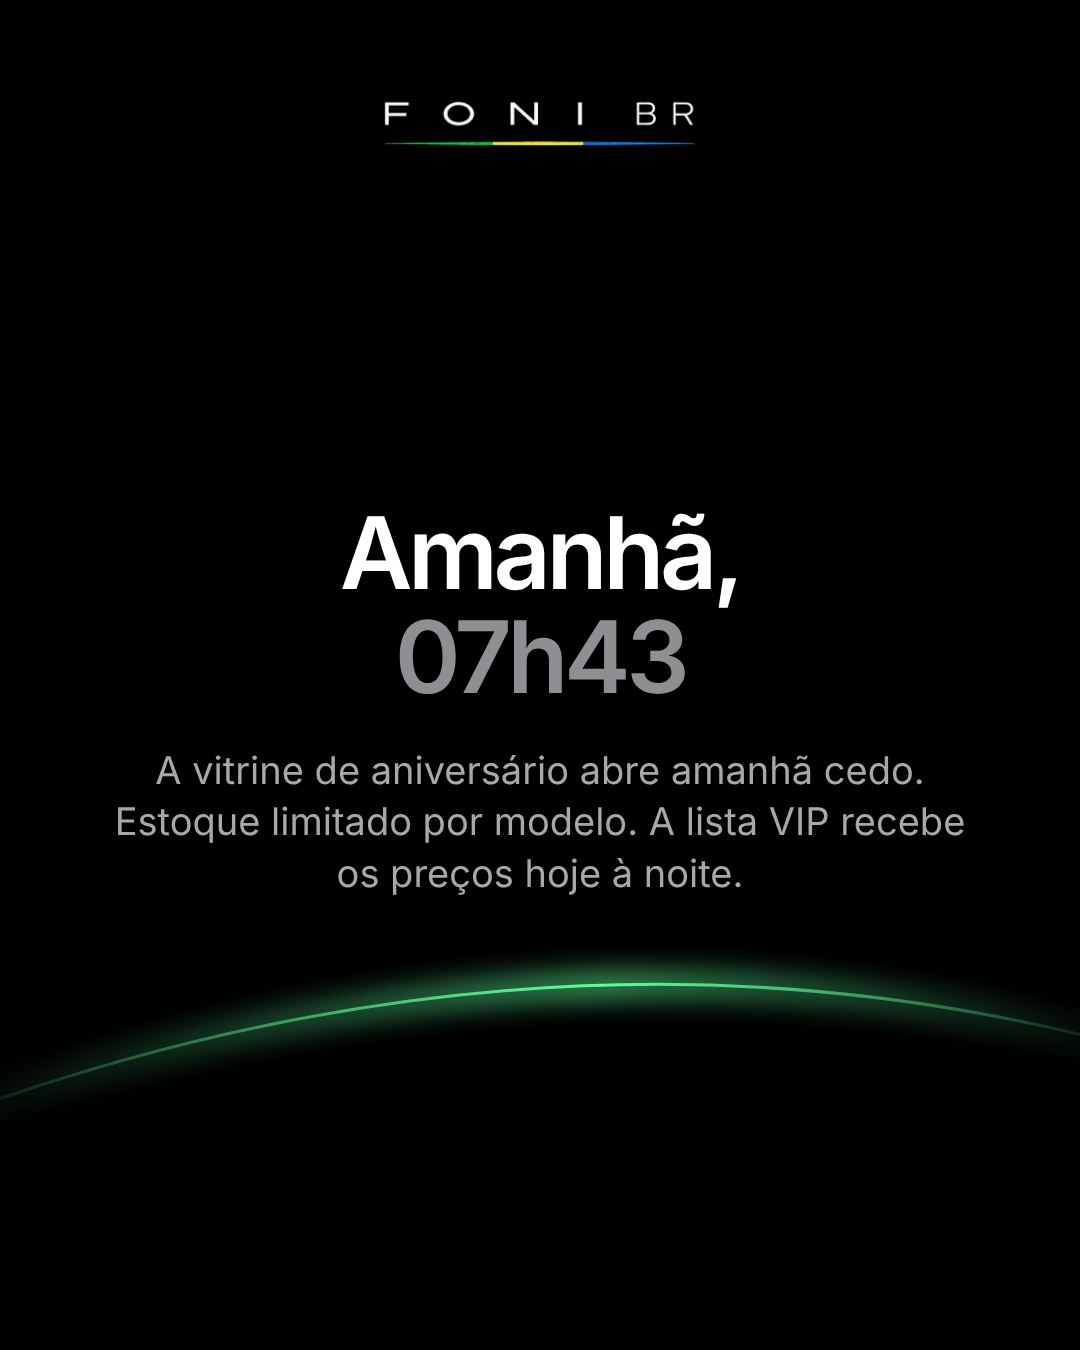 FONI BR
Amanhã,
07h43
A vitrine de aniversário abre amanhã cedo.
Estoque limitado por modelo. A lista VIP recebe
os preços hoje à noite.